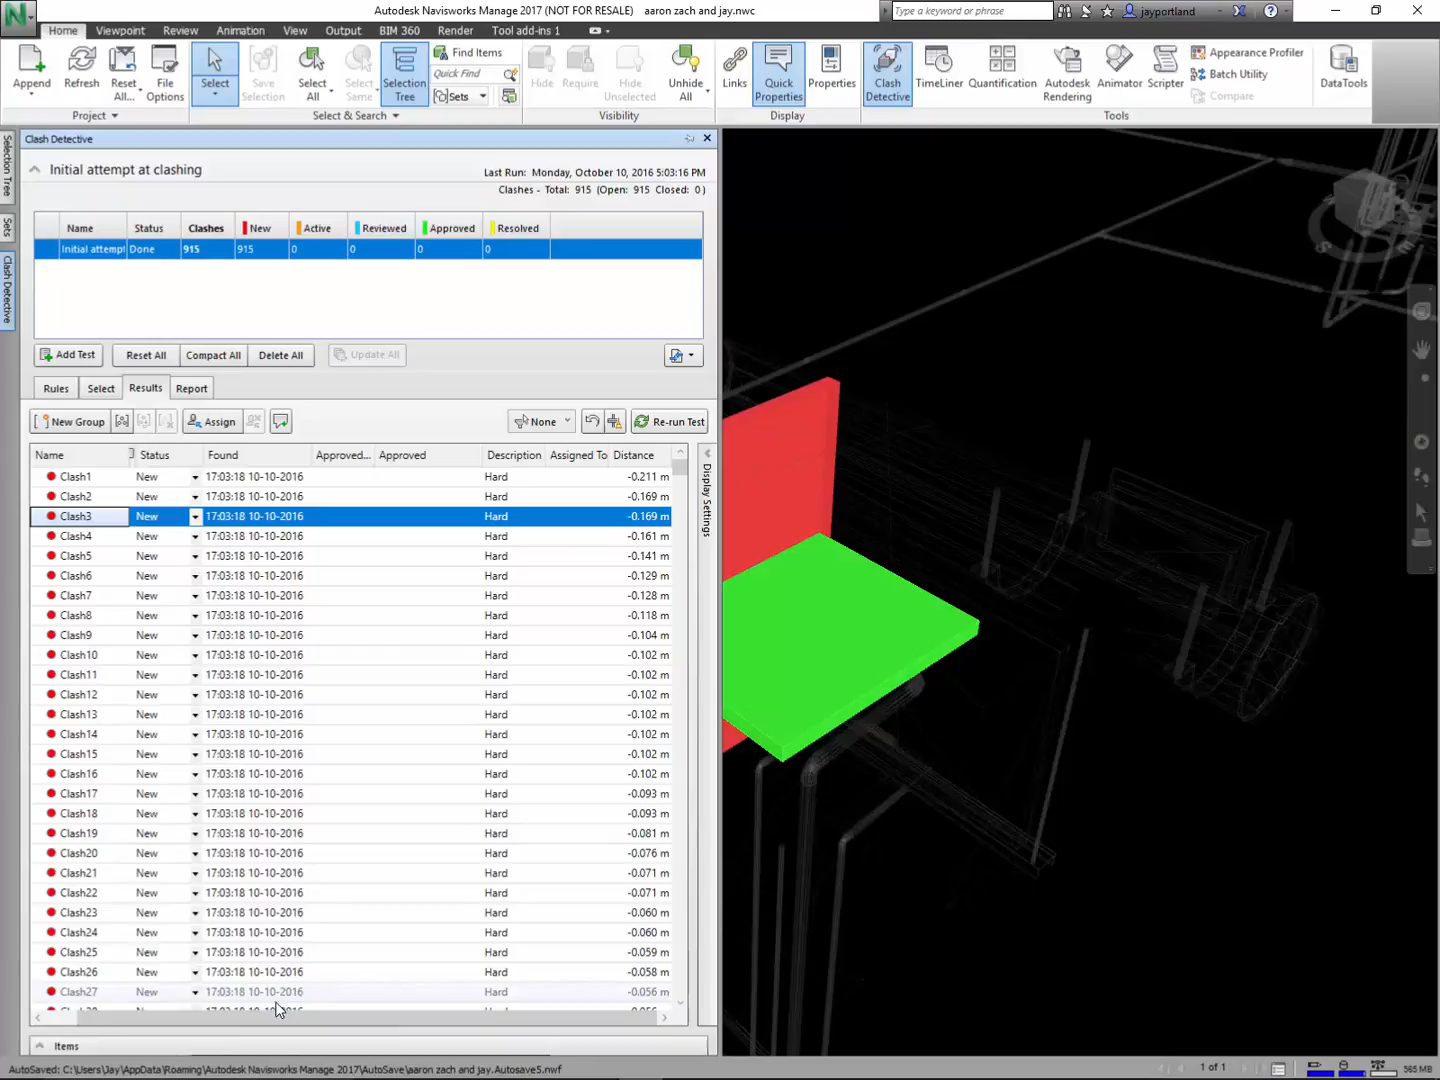 Autodesk Navisworks Manage 2017 (NOT FOR RESALE) aaron zach and jay.nwc
Type a keyword or phrase
jayportland
Home Viewpoint Review Animation View Output BIM 360 Render Tool add-ins 1
Append Refresh Reset All... File Options Select Save Selection Select All Select Same Selection Tree Find Items Quick Find Sets Hide Require Hide Unselected Unhide All Links Quick Properties Properties Clash Detective TimeLiner Quantification Autodesk Rendering Animator Scripter Appearance Profiler Batch Utility Compare DataTools
Project Select & Search Visibility Display Tools
Selection Tree
Sets
Clash Detective
Clash Detective
Initial attempt at clashing
Last Run: Monday, October 10, 2016 5:03:16 PM
Clashes - Total: 915 (Open: 915 Closed: 0)
Name Status Clashes New Active Reviewed Approved Resolved
Initial attempt Done 915 915 0 0 0 0
Add Test Reset All Compact All Delete All Update All
Rules Select Results Report
New Group Assign None Re-run Test
Name Status Found Approved... Approved Description Assigned To Distance
Clash1 New 17:03:18 10-10-2016 Hard -0.211 m
Clash2 New 17:03:18 10-10-2016 Hard -0.169 m
Clash3 New 17:03:18 10-10-2016 Hard -0.169 m
Clash4 New 17:03:18 10-10-2016 Hard -0.161 m
Clash5 New 17:03:18 10-10-2016 Hard -0.141 m
Clash6 New 17:03:18 10-10-2016 Hard -0.129 m
Clash7 New 17:03:18 10-10-2016 Hard -0.128 m
Clash8 New 17:03:18 10-10-2016 Hard -0.118 m
Clash9 New 17:03:18 10-10-2016 Hard -0.104 m
Clash10 New 17:03:18 10-10-2016 Hard -0.102 m
Clash11 New 17:03:18 10-10-2016 Hard -0.102 m
Clash12 New 17:03:18 10-10-2016 Hard -0.102 m
Clash13 New 17:03:18 10-10-2016 Hard -0.102 m
Clash14 New 17:03:18 10-10-2016 Hard -0.102 m
Clash15 New 17:03:18 10-10-2016 Hard -0.102 m
Clash16 New 17:03:18 10-10-2016 Hard -0.102 m
Clash17 New 17:03:18 10-10-2016 Hard -0.093 m
Clash18 New 17:03:18 10-10-2016 Hard -0.093 m
Clash19 New 17:03:18 10-10-2016 Hard -0.081 m
Clash20 New 17:03:18 10-10-2016 Hard -0.076 m
Clash21 New 17:03:18 10-10-2016 Hard -0.071 m
Clash22 New 17:03:18 10-10-2016 Hard -0.071 m
Clash23 New 17:03:18 10-10-2016 Hard -0.060 m
Clash24 New 17:03:18 10-10-2016 Hard -0.060 m
Clash25 New 17:03:18 10-10-2016 Hard -0.059 m
Clash26 New 17:03:18 10-10-2016 Hard -0.058 m
Clash27 New 17:03:18 10-10-2016 Hard -0.056 m
Display Settings
Items
AutoSaved: C:\Users\Jay\AppData\Roaming\Autodesk Navisworks Manage 2017\AutoSave\aaron zach and jay.Autosave5.nwf
1 of 1
565 MB